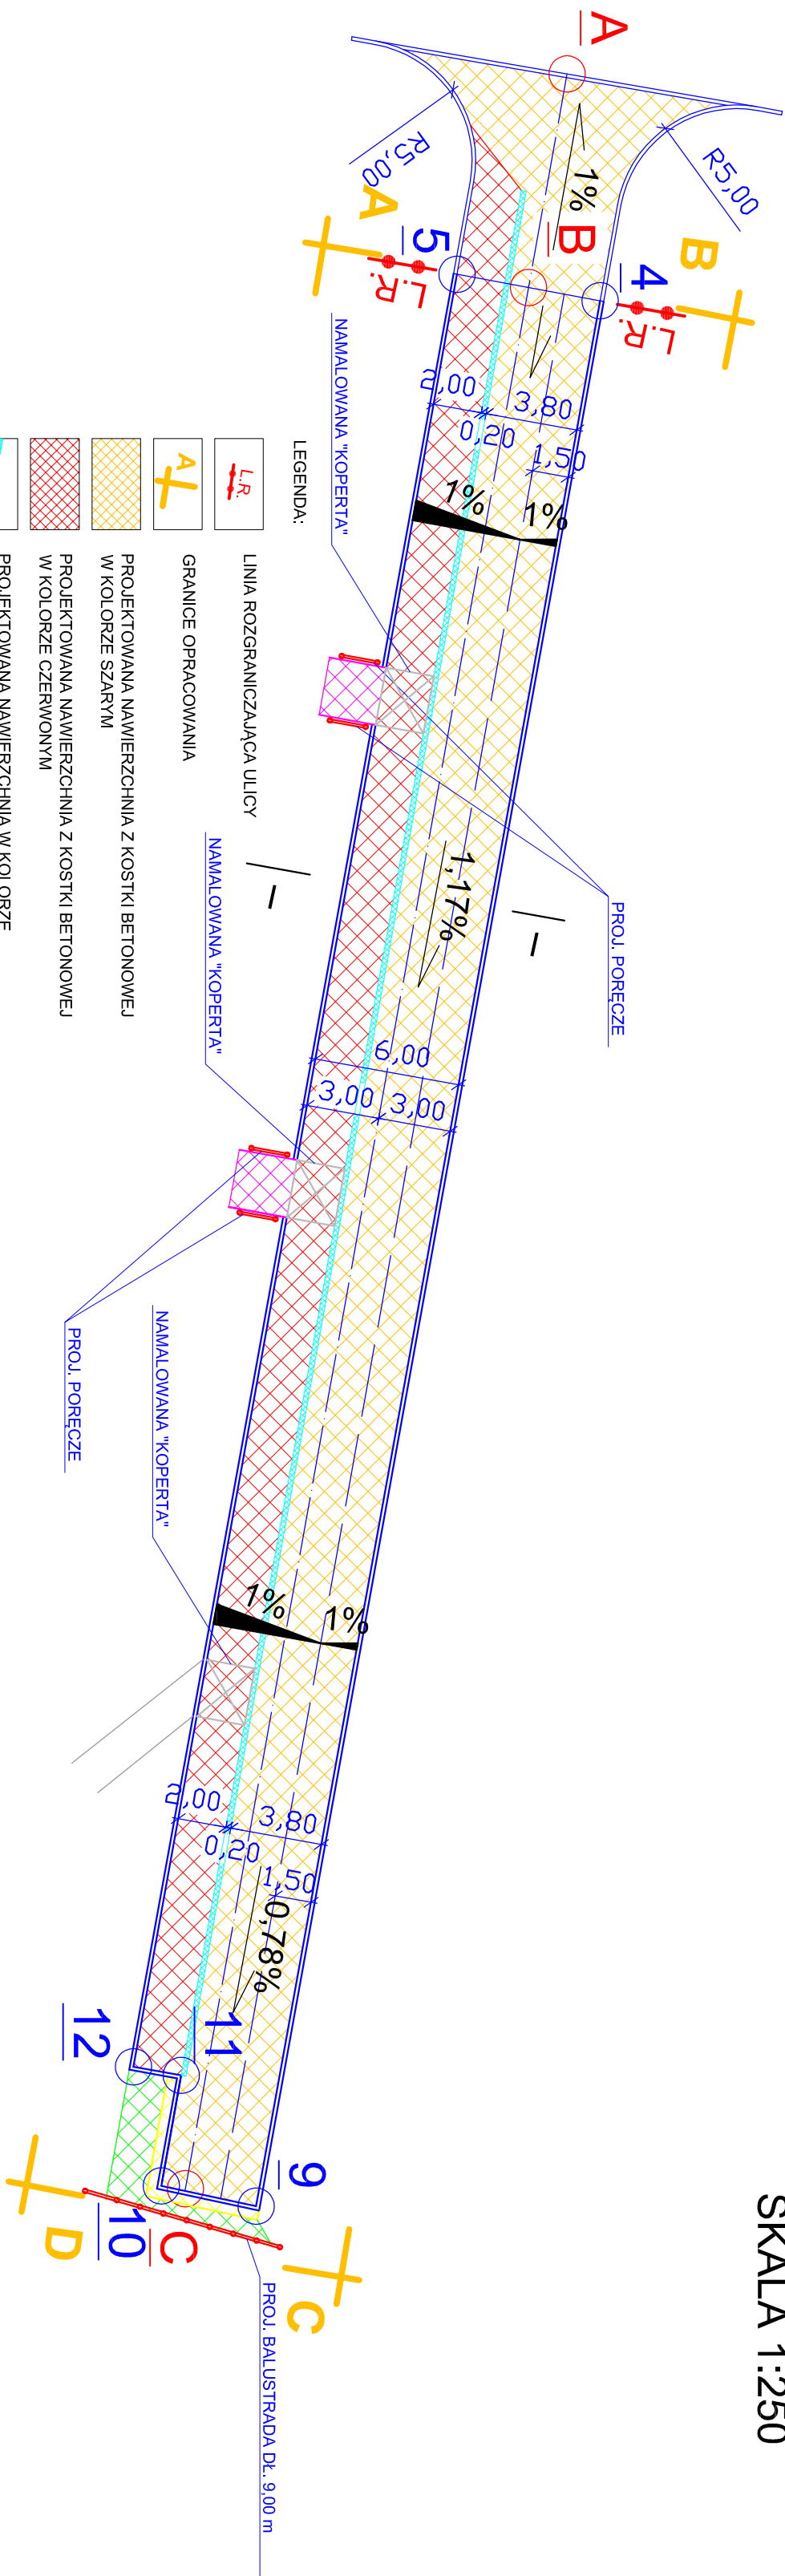 SKALA 1:250
A
R5,00
R5,00
1%
B
A
5
L.R.
B
4
L.R.
NAMALOWANA "KOPERTA"
2,00
3,80
0,20
1,50
1%
1%
PROJ. PORĘCZE
1,17%
I
I
NAMALOWANA "KOPERTA"
6,00
3,00
3,00
PROJ. PORĘCZE
NAMALOWANA "KOPERTA"
1%
1%
2,00
3,80
0,20
1,50
0,78%
11
12
9
10
C
D
C
PROJ. BALUSTRADA DŁ. 9,00 m
LEGENDA:
L.R.
LINIA ROZGRANICZAJĄCA ULICY
A
GRANICE OPRACOWANIA
PROJEKTOWANA NAWIERZCHNIA Z KOSTKI BETONOWEJ
W KOLORZE SZARYM
PROJEKTOWANA NAWIERZCHNIA Z KOSTKI BETONOWEJ
W KOLORZE CZERWONYM
PROJEKTOWANA NAWIERZCHNIA W KOLORZE